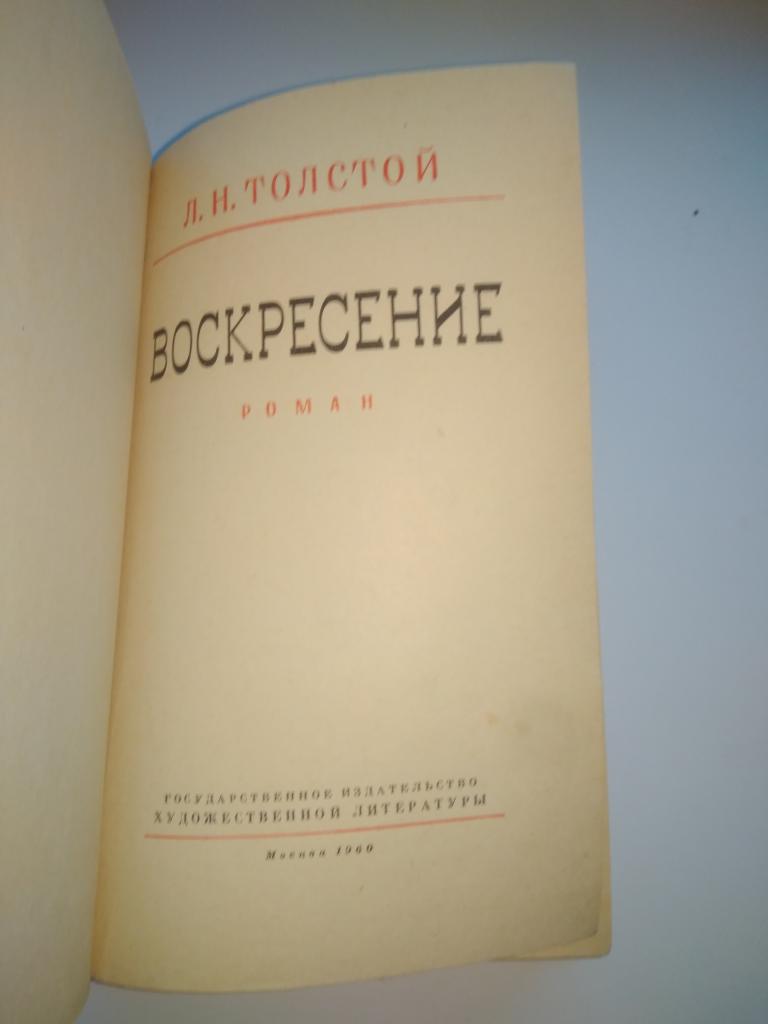 Л. Н. ТОЛСТОЙ
ВОСКРЕСЕНИЕ
РОМАН
ГОСУДАРСТВЕННОЕ ИЗДАТЕЛЬСТВО
ХУДОЖЕСТВЕННОЙ ЛИТЕРАТУРЫ
Москва 1960